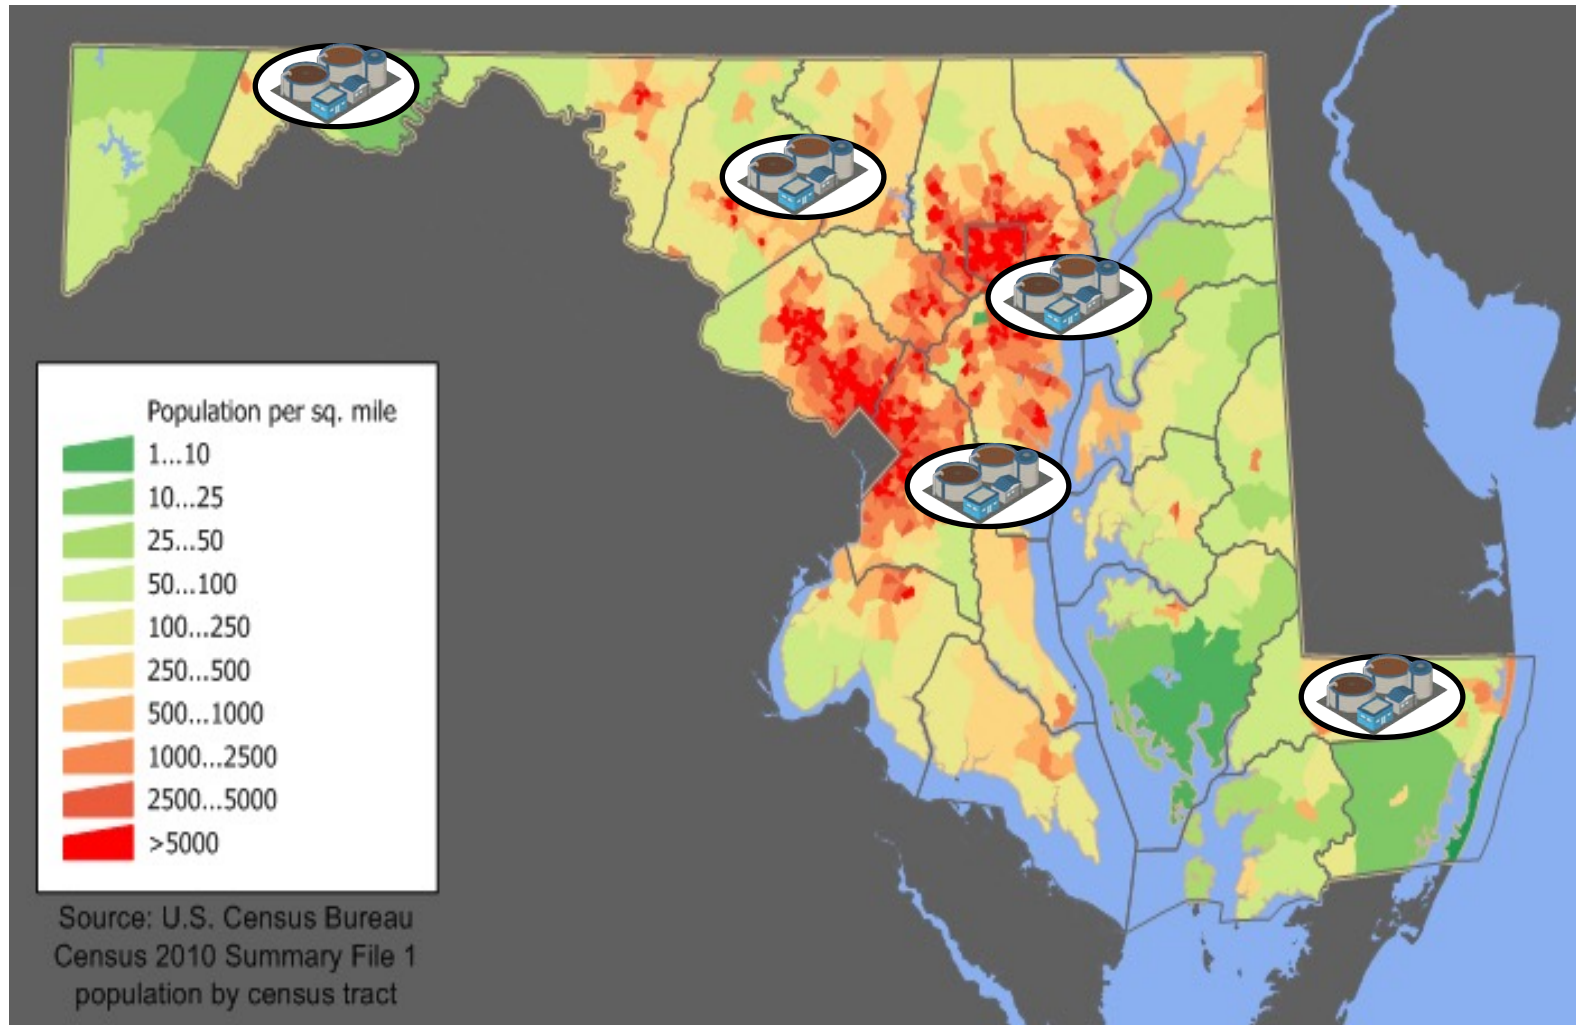 Population per sq. mile
1...10
10...25
25...50
50...100
100...250
250...500
500...1000
1000...2500
2500...5000
>5000
Source: U.S. Census Bureau
Census 2010 Summary File 1
population by census tract